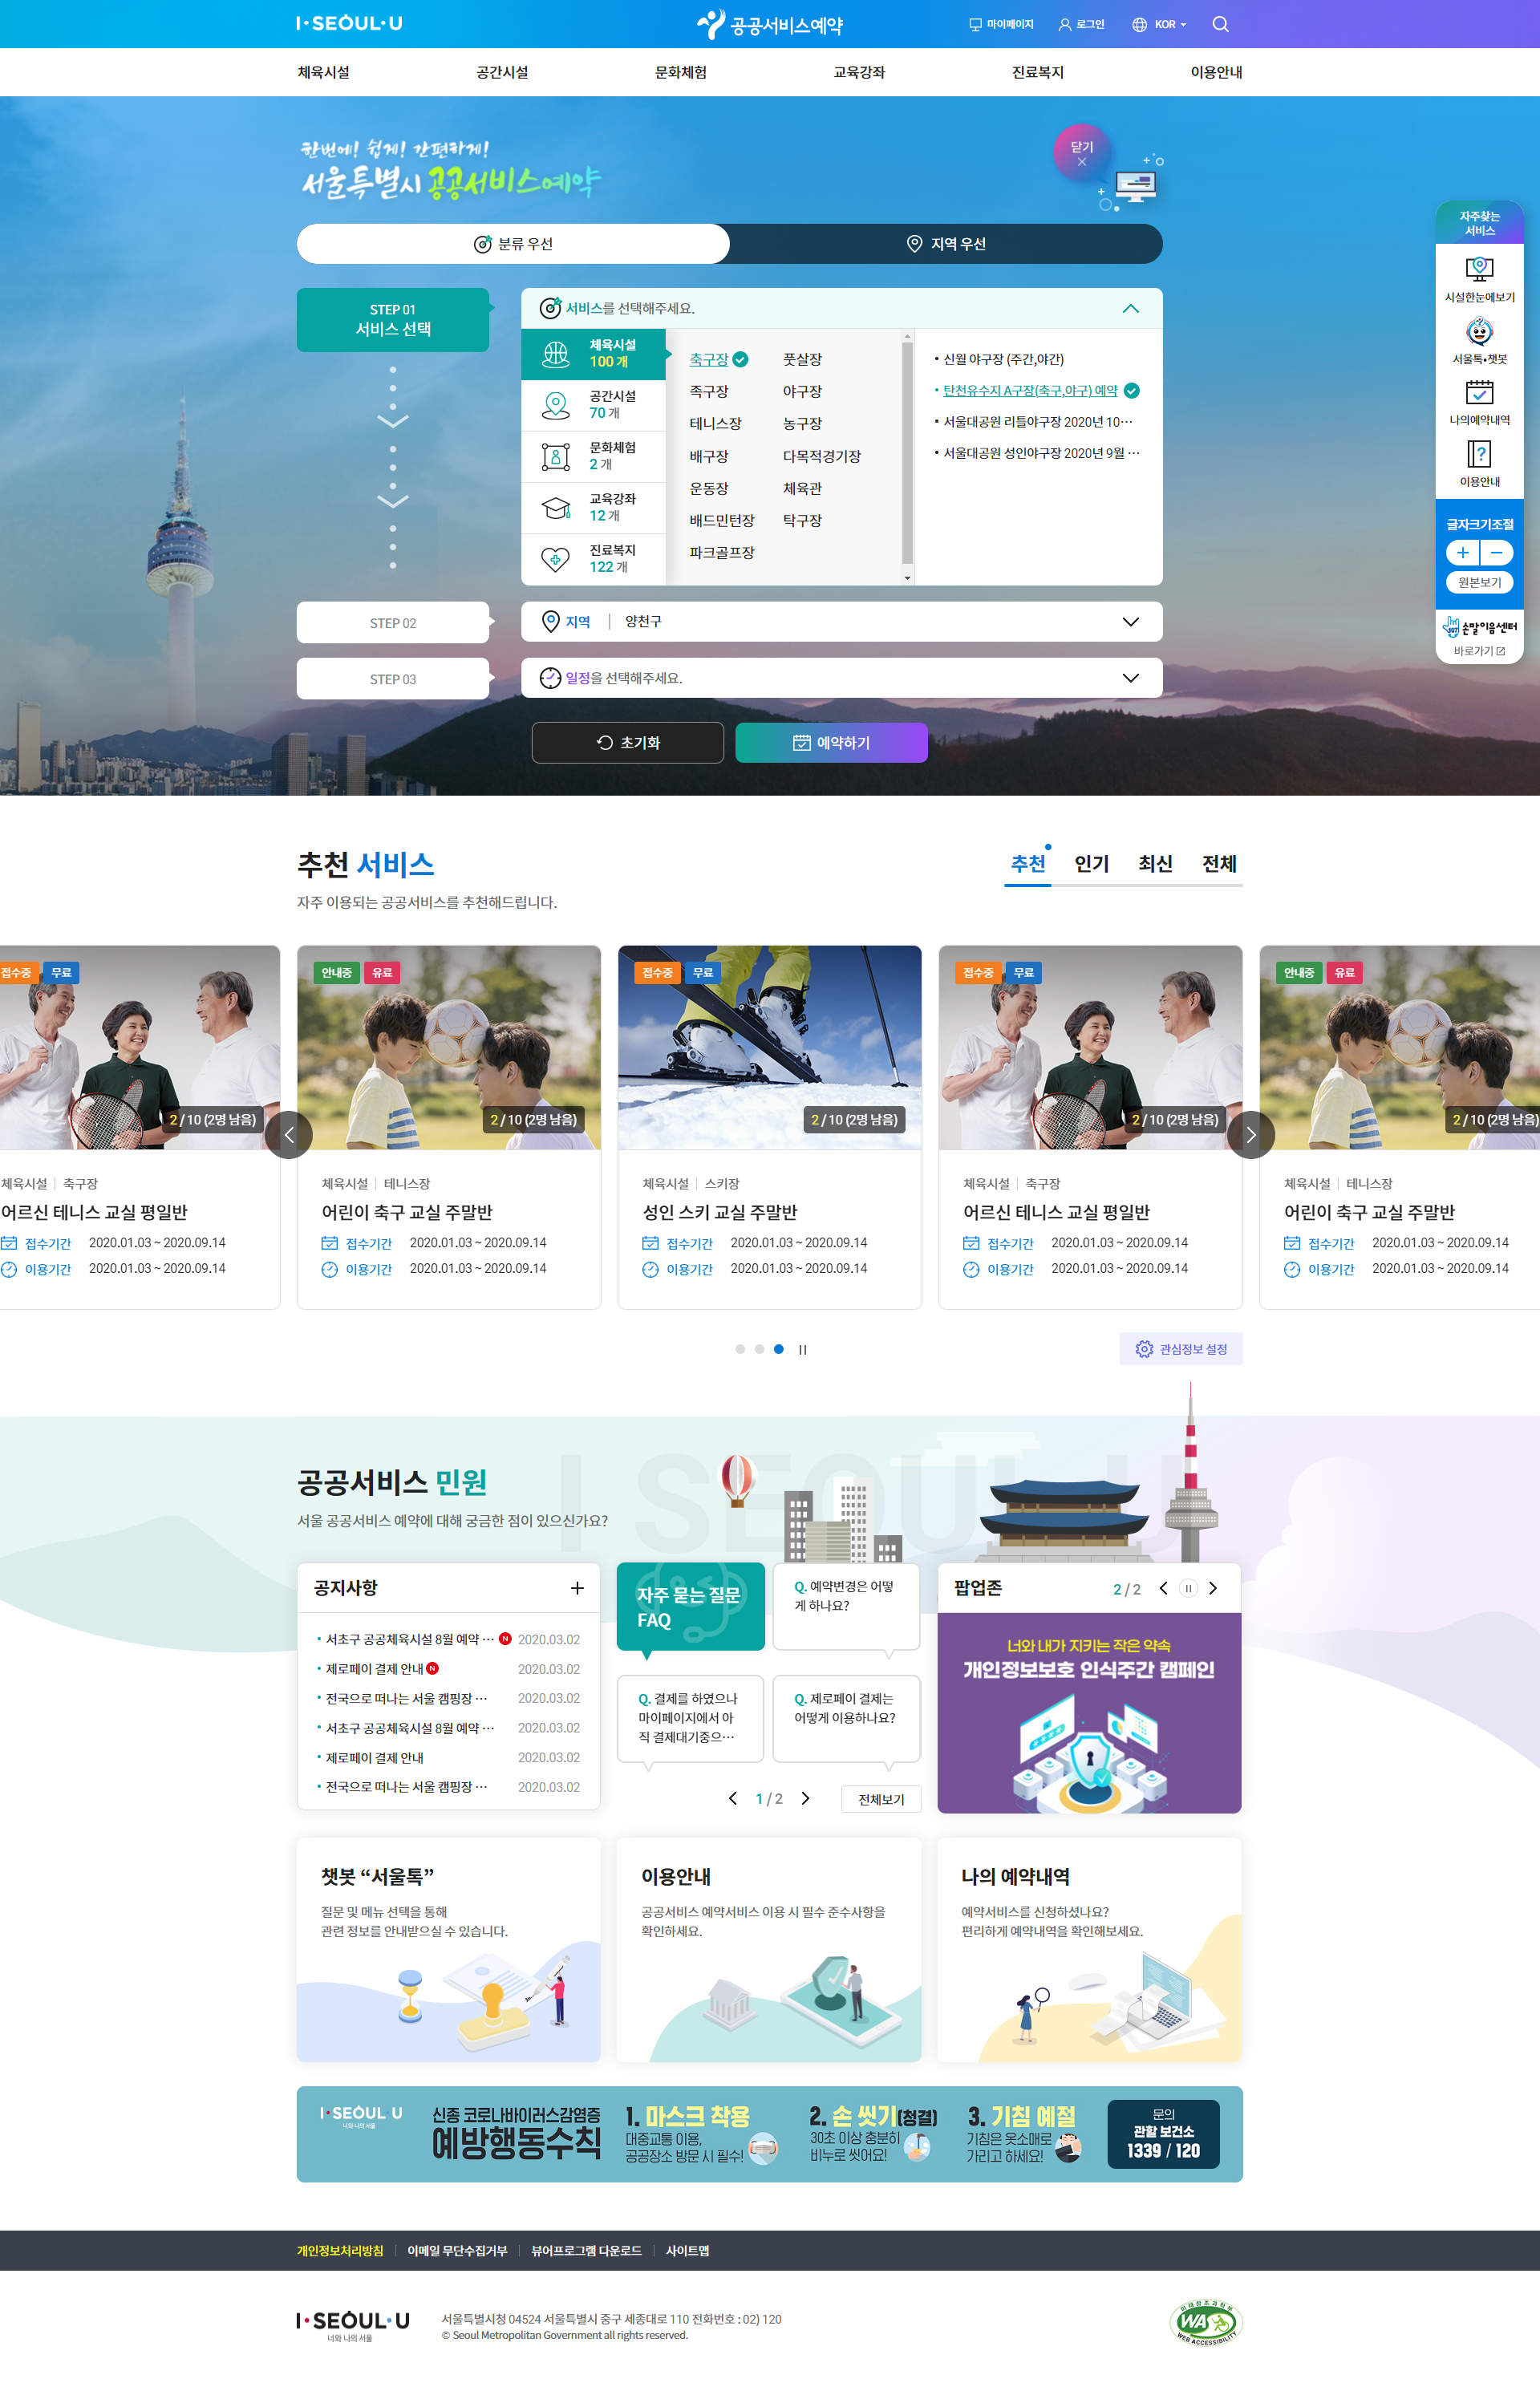 I·SEOUL·U
공공서비스예약
마이페이지
로그인
KOR
체육시설
공간시설
문화체험
교육강좌
진료복지
이용안내
한번에! 쉽게! 간편하게!
서울특별시 공공서비스예약
닫기
분류 우선
지역 우선
STEP 01
서비스 선택
서비스를 선택해주세요.
체육시설
100 개
공간시설
70 개
문화체험
2 개
교육강좌
12 개
진료복지
122 개
축구장
풋살장
족구장
야구장
테니스장
농구장
배구장
다목적경기장
운동장
체육관
배드민턴장
탁구장
파크골프장
• 신월 야구장 (주간,야간)
• 탄천유수지 A구장(축구,야구) 예약
• 서울대공원 리틀야구장 2020년 10···
• 서울대공원 성인야구장 2020년 9월 ···
STEP 02
지역
양천구
STEP 03
일정을 선택해주세요.
초기화
예약하기
자주찾는
서비스
시설한눈에보기
서울톡•챗봇
나의예약내역
이용안내
글자크기조절
+
−
원본보기
손말이음센터
바로가기
추천 서비스
자주 이용되는 공공서비스를 추천해드립니다.
추천
인기
최신
전체
접수중
무료
2 / 10 (2명 남음)
체육시설
축구장
어르신 테니스 교실 평일반
접수기간
2020.01.03 ~ 2020.09.14
이용기간
2020.01.03 ~ 2020.09.14
안내중
유료
2 / 10 (2명 남음)
체육시설
테니스장
어린이 축구 교실 주말반
접수기간
2020.01.03 ~ 2020.09.14
이용기간
2020.01.03 ~ 2020.09.14
접수중
무료
2 / 10 (2명 남음)
체육시설
스키장
성인 스키 교실 주말반
접수기간
2020.01.03 ~ 2020.09.14
이용기간
2020.01.03 ~ 2020.09.14
접수중
무료
2 / 10 (2명 남음)
체육시설
축구장
어르신 테니스 교실 평일반
접수기간
2020.01.03 ~ 2020.09.14
이용기간
2020.01.03 ~ 2020.09.14
안내중
유료
2 / 10 (2명 남음)
체육시설
테니스장
어린이 축구 교실 주말반
접수기간
2020.01.03 ~ 2020.09.14
이용기간
2020.01.03 ~ 2020.09.14
관심정보 설정
I SEOUL U
공공서비스 민원
서울 공공서비스 예약에 대해 궁금한 점이 있으신가요?
공지사항
+
• 서초구 공공체육시설 8월 예약 ··· N 2020.03.02
• 제로페이 결제 안내 N 2020.03.02
• 전국으로 떠나는 서울 캠핑장 ··· 2020.03.02
• 서초구 공공체육시설 8월 예약 ··· 2020.03.02
• 제로페이 결제 안내 2020.03.02
• 전국으로 떠나는 서울 캠핑장 ··· 2020.03.02
자주 묻는 질문
FAQ
Q. 예약변경은 어떻
게 하나요?
Q. 결제를 하였으나
마이페이지에서 아
직 결제대기중으···
Q. 제로페이 결제는
어떻게 이용하나요?
1 / 2
전체보기
팝업존
2 / 2
너와 내가 지키는 작은 약속
개인정보보호 인식주간 캠페인
챗봇 “서울톡”
질문 및 메뉴 선택을 통해
관련 정보를 안내받으실 수 있습니다.
이용안내
공공서비스 예약서비스 이용 시 필수 준수사항을
확인하세요.
나의 예약내역
예약서비스를 신청하셨나요?
편리하게 예약내역을 확인해보세요.
I·SEOUL·U
너와 나의 서울
신종 코로나바이러스감염증
예방행동수칙
1. 마스크 착용
대중교통 이용,
공공장소 방문 시 필수!
2. 손 씻기(청결)
30초 이상 충분히
비누로 씻어요!
3. 기침 예절
기침은 옷소매로
가리고 하세요!
문의
관할 보건소
1339 / 120
개인정보처리방침
이메일 무단수집거부
뷰어프로그램 다운로드
사이트맵
I·SEOUL·U
너와 나의 서울
서울특별시청 04524 서울특별시 중구 세종대로 110 전화번호 : 02) 120
© Seoul Metropolitan Government all rights reserved.
미래창조과학부
WA
WEB ACCESSIBILITY